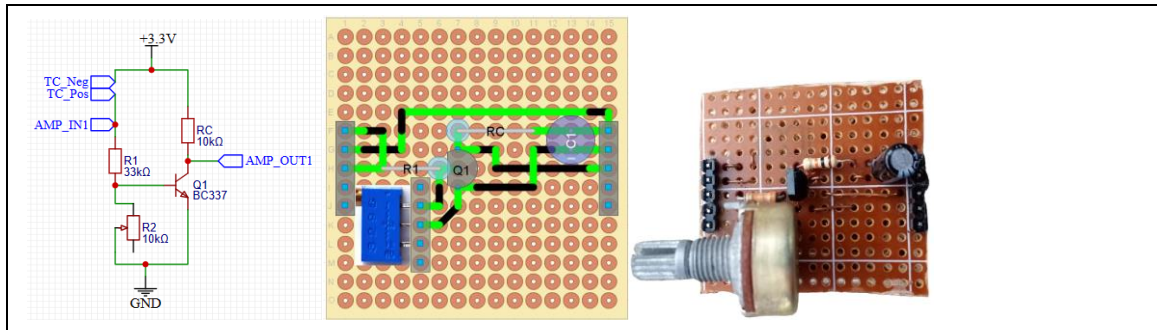 +3.3V
TC_Neg
TC_Pos
AMP_IN1
RC
10kΩ
R1
33kΩ
AMP_OUT1
Q1
BC337
R2
10kΩ
GND
1 2 3 4 5 6 7 8 9 10 11 12 13 14 15
A
B
C
D
E
F
G
H
I
J
K
L
M
N
O
RC
C1
R1
Q1